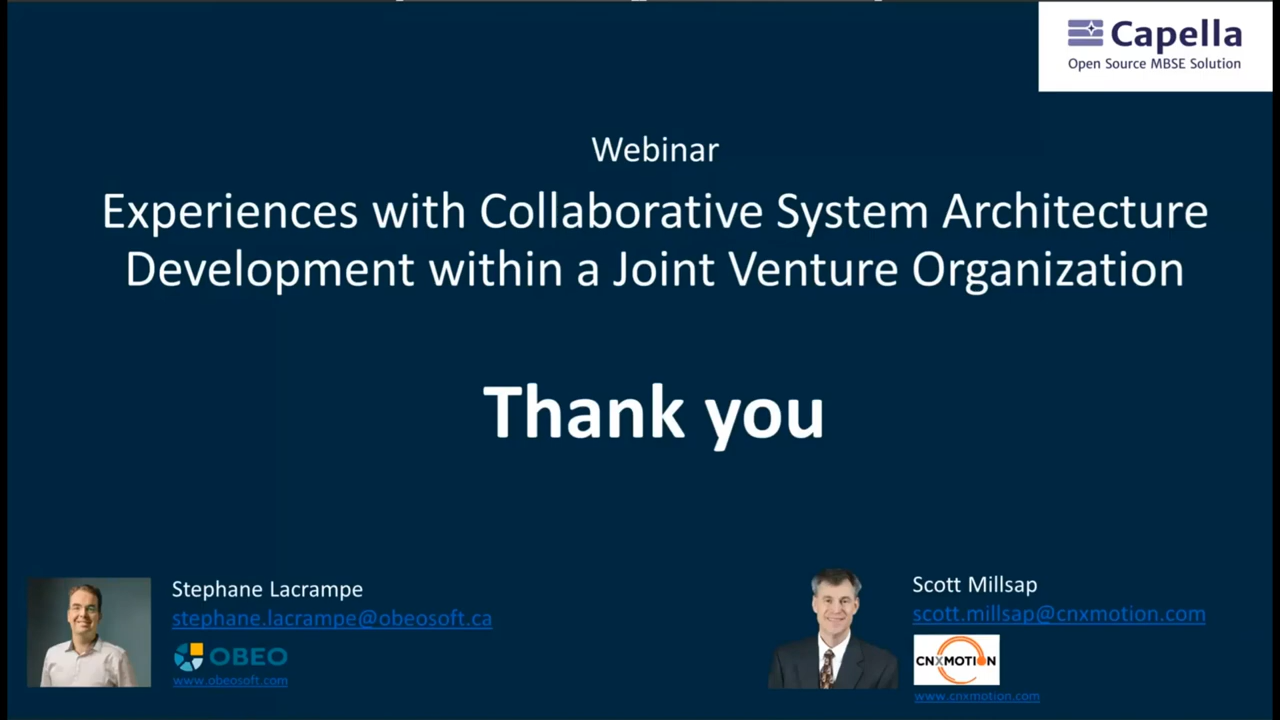 Capella
Open Source MBSE Solution
Webinar
Experiences with Collaborative System Architecture
Development within a Joint Venture Organization
Thank you
Stephane Lacrampe
stephane.lacrampe@obeosoft.ca
OBEO
www.obeosoft.com
Scott Millsap
scott.millsap@cnxmotion.com
CNXMOTION
www.cnxmotion.com